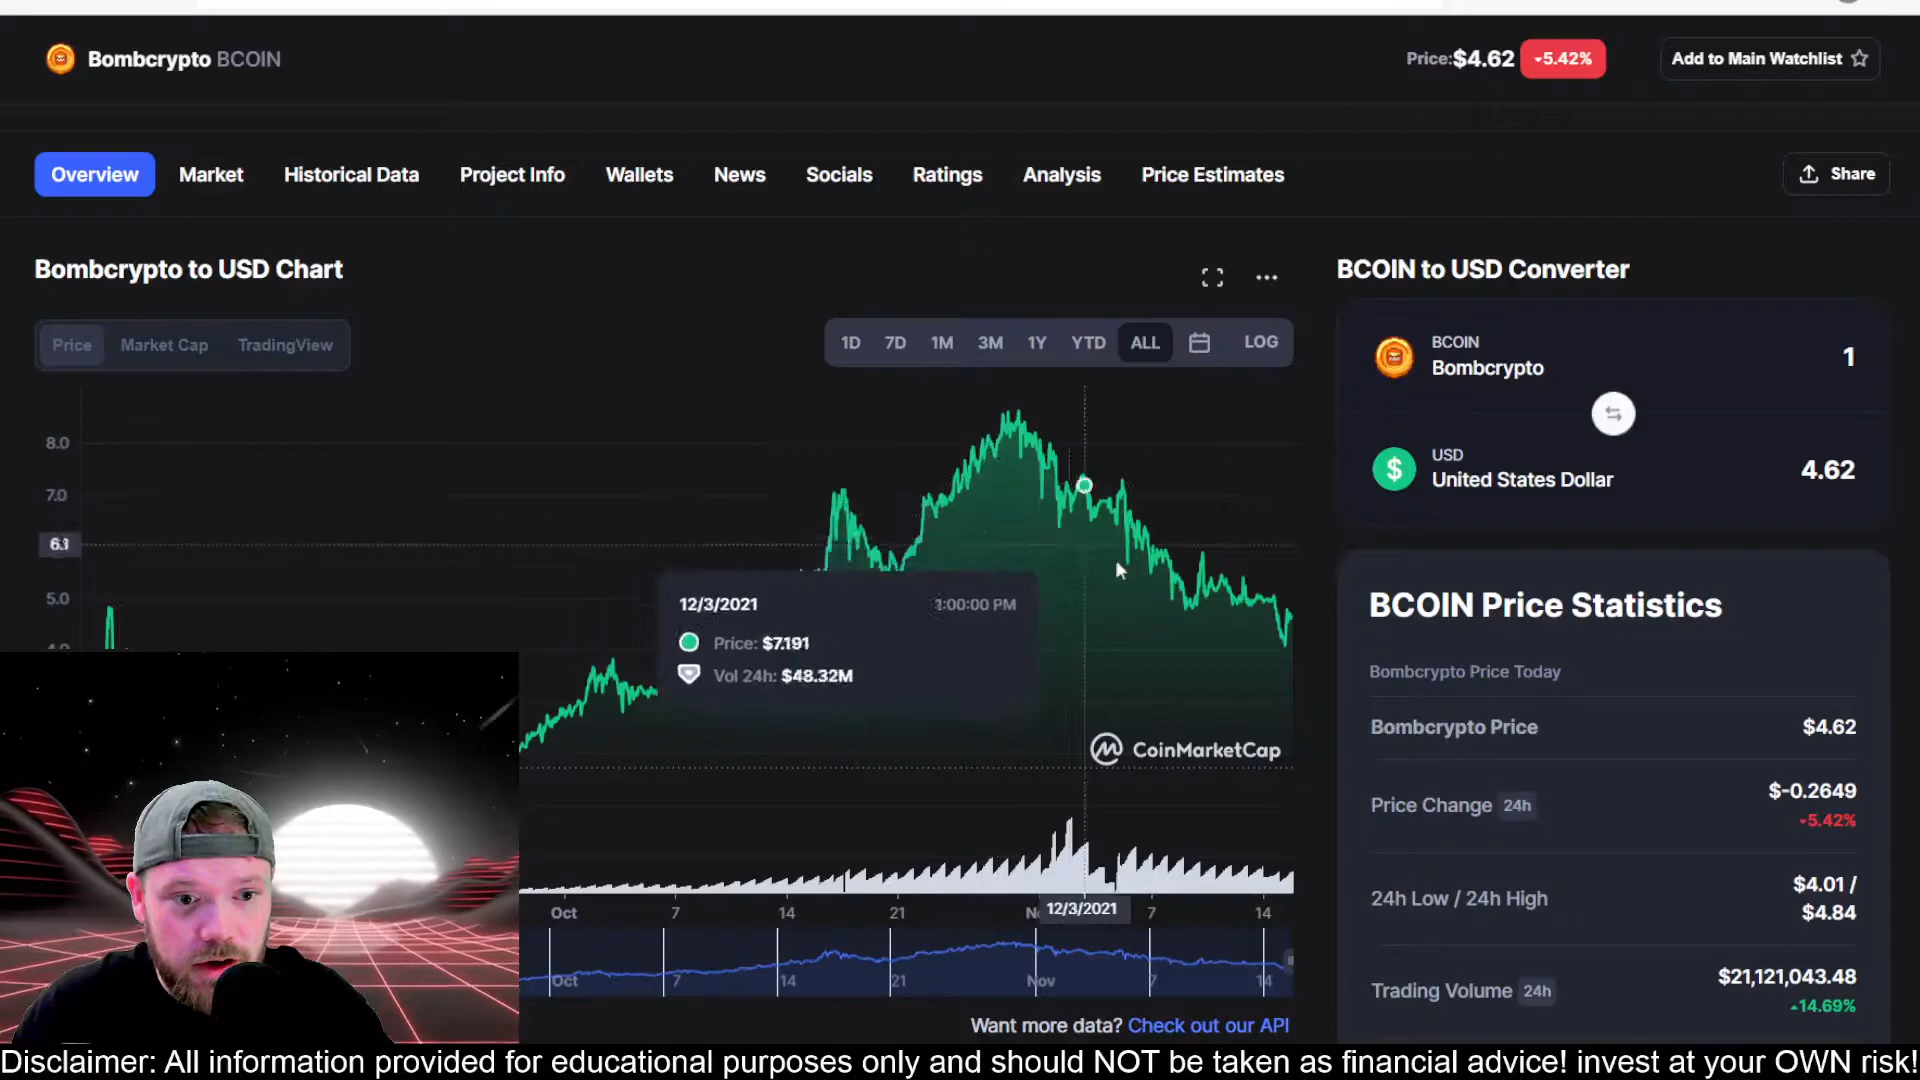 Bombcrypto BCOIN
Price:$4.62 -5.42%
Add to Main Watchlist
Overview Market Historical Data Project Info Wallets News Socials Ratings Analysis Price Estimates
Share
Bombcrypto to USD Chart
Price Market Cap TradingView
1D 7D 1M 3M 1Y YTD ALL LOG
8.0
7.0
6.1
5.0
12/3/2021 1:00:00 PM
Price: $7.191
Vol 24h: $48.32M
CoinMarketCap
Oct 7 14 21 12/3/2021 7 14
Oct 7 14 21 Nov 7 14
Want more data? Check out our API
BCOIN to USD Converter
BCOIN
Bombcrypto
1
USD
United States Dollar
4.62
BCOIN Price Statistics
Bombcrypto Price Today
Bombcrypto Price $4.62
Price Change 24h $-0.2649
-5.42%
24h Low / 24h High $4.01 /
$4.84
Trading Volume 24h $21,121,043.48
14.69%
Disclaimer: All information provided for educational purposes only and should NOT be taken as financial advice! invest at your OWN risk!